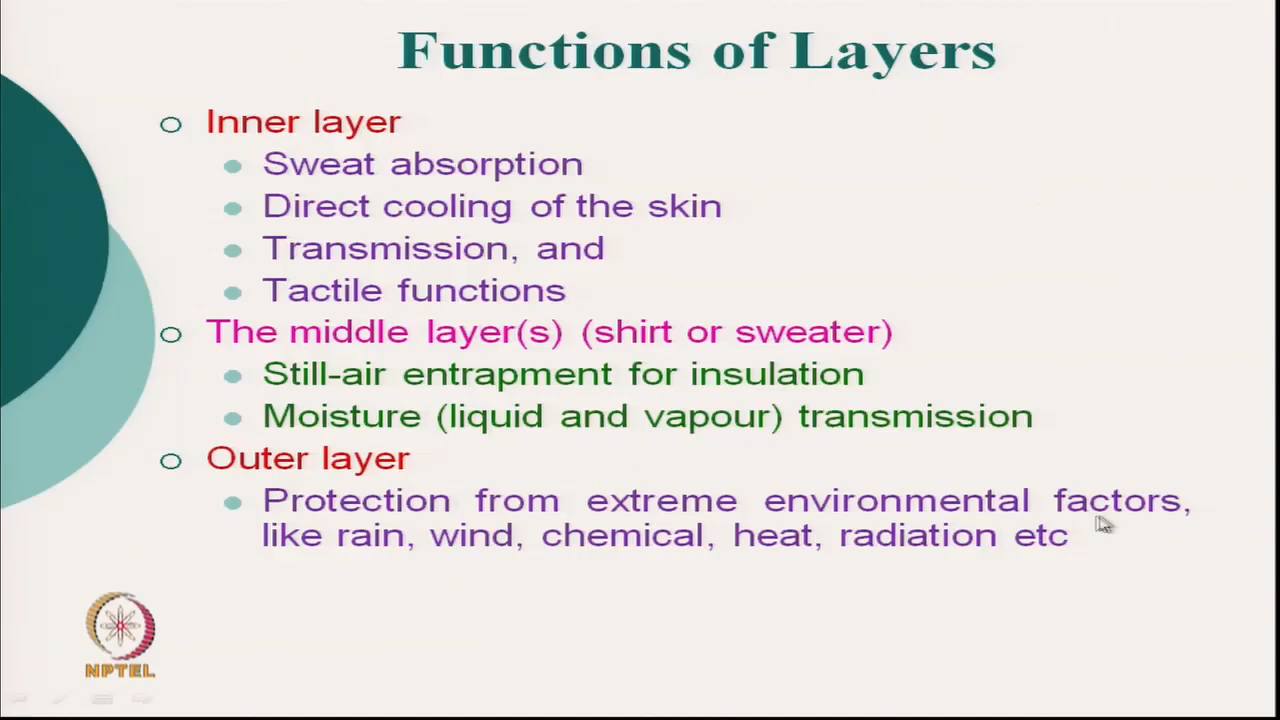 Functions of Layers
Inner layer
Sweat absorption
Direct cooling of the skin
Transmission, and
Tactile functions
The middle layer(s) (shirt or sweater)
Still-air entrapment for insulation
Moisture (liquid and vapour) transmission
Outer layer
Protection from extreme environmental factors,
like rain, wind, chemical, heat, radiation etc
NPTEL